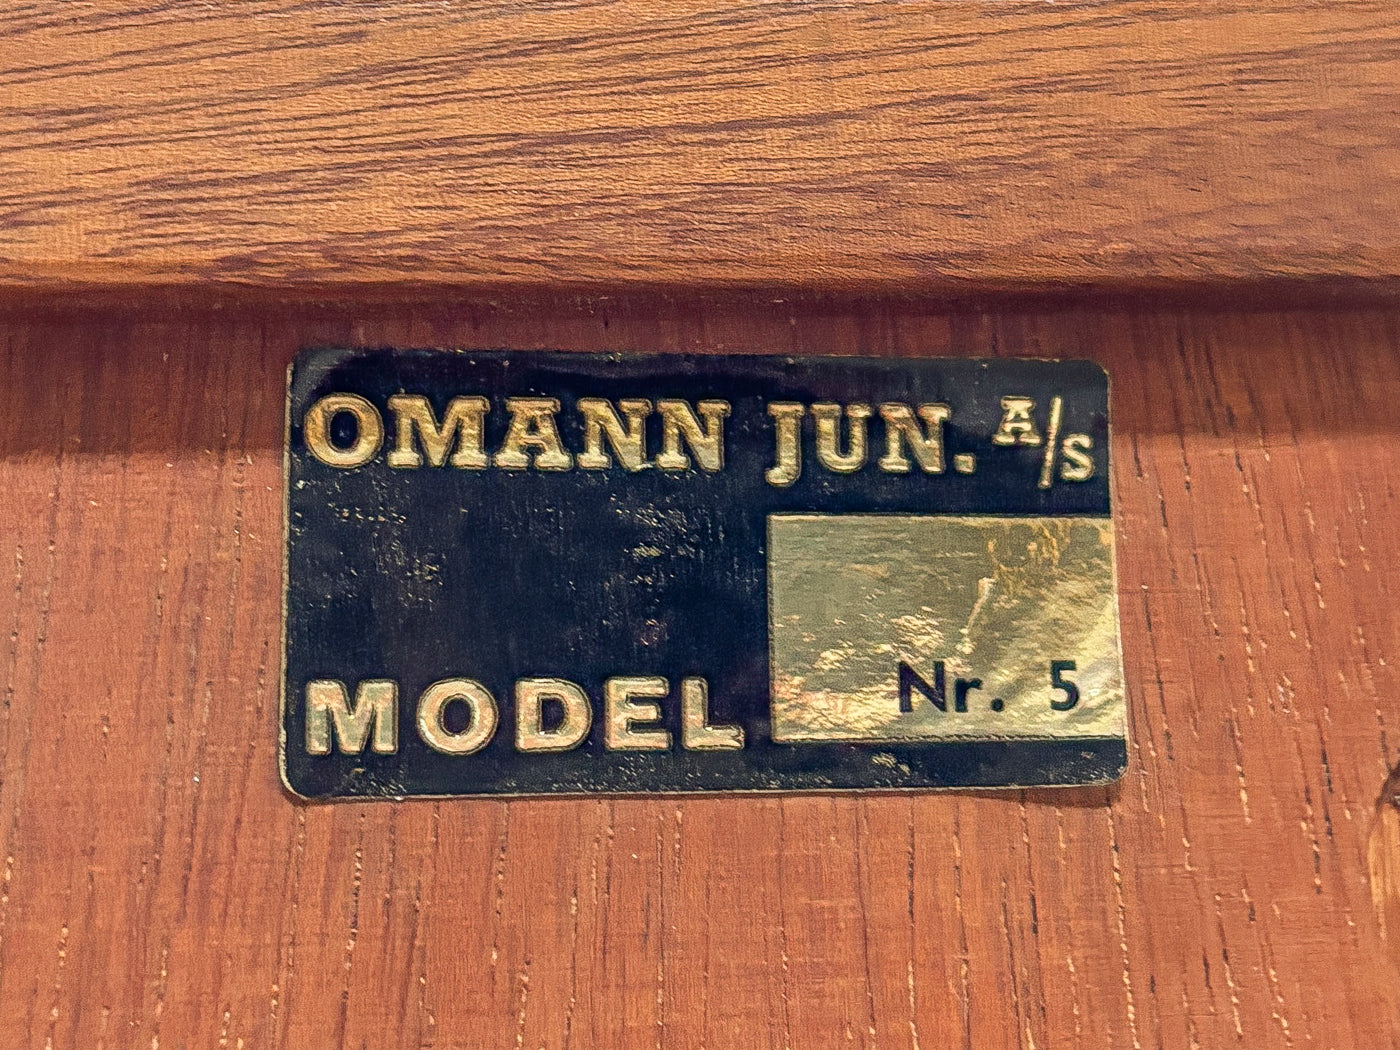 OMANN JUN. A/S
MODEL Nr. 5